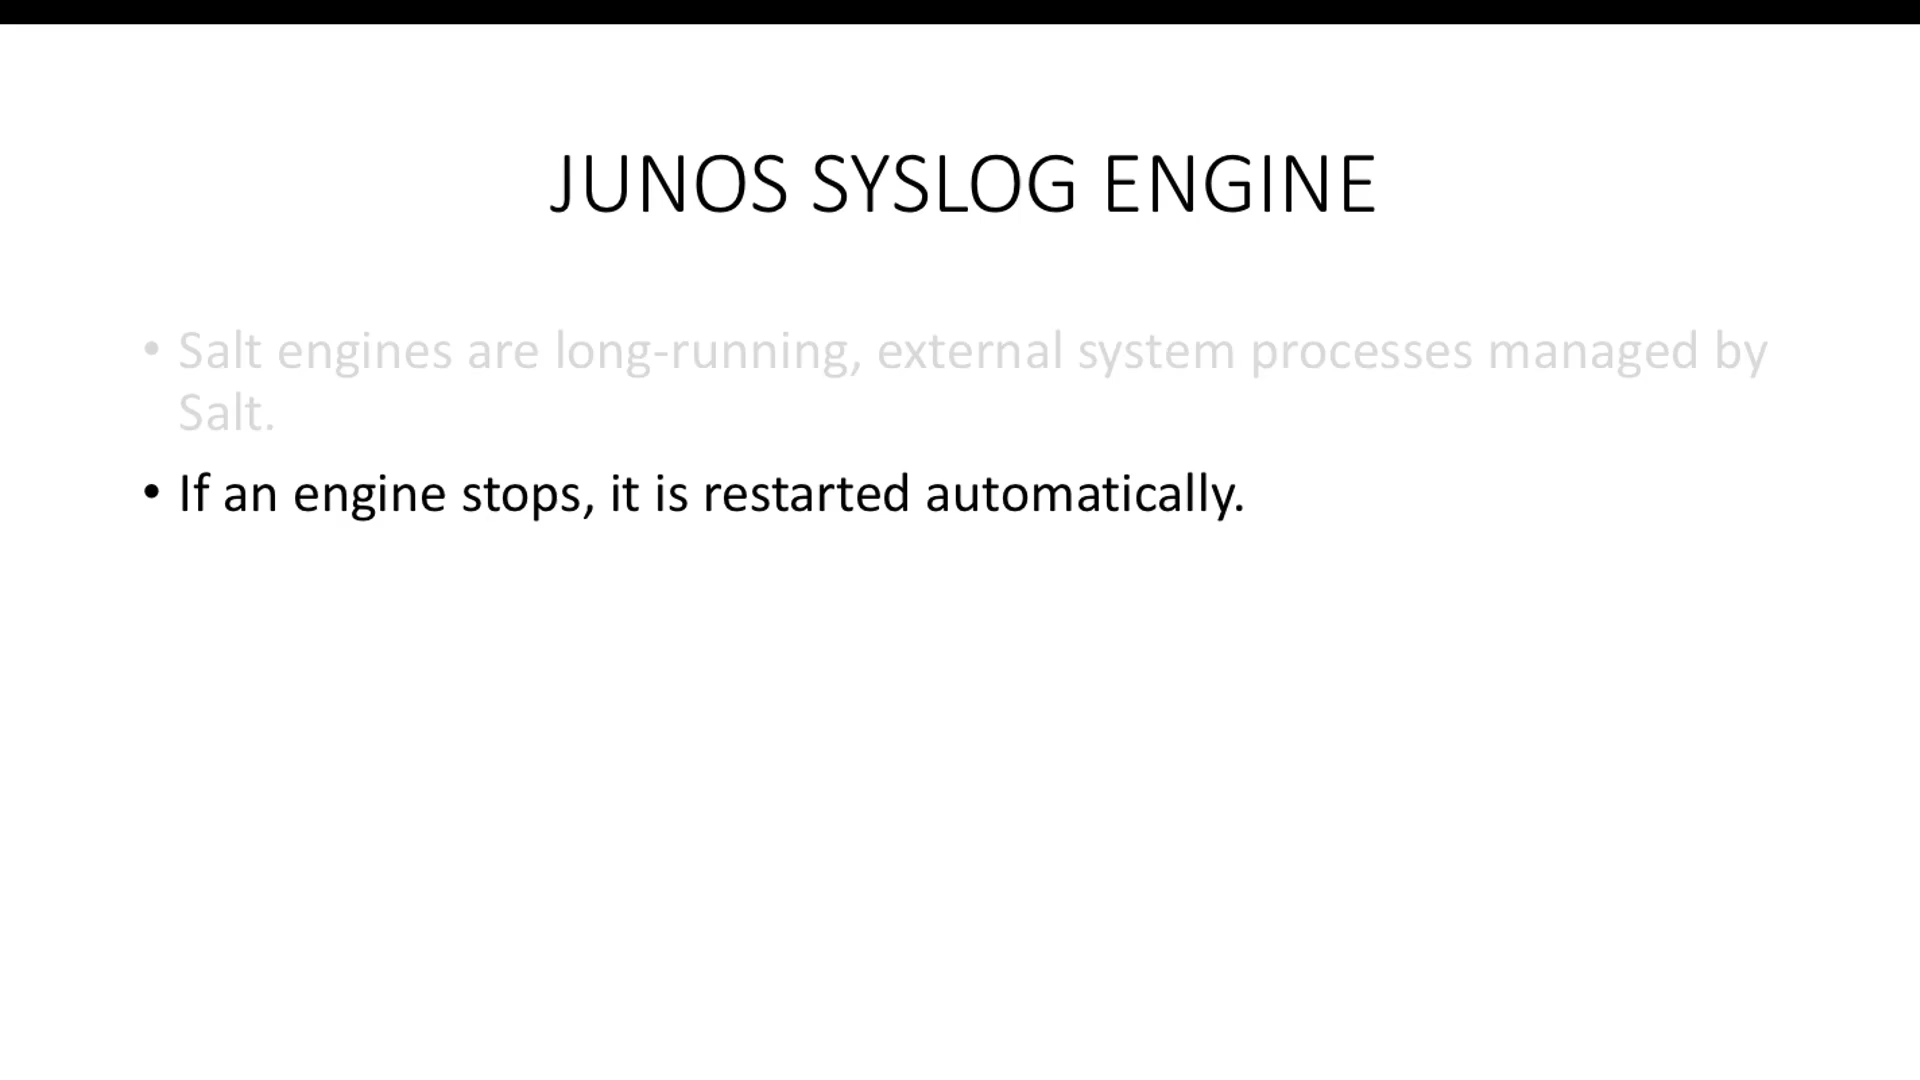 JUNOS SYSLOG ENGINE
• Salt engines are long-running, external system processes managed by
Salt.
• If an engine stops, it is restarted automatically.